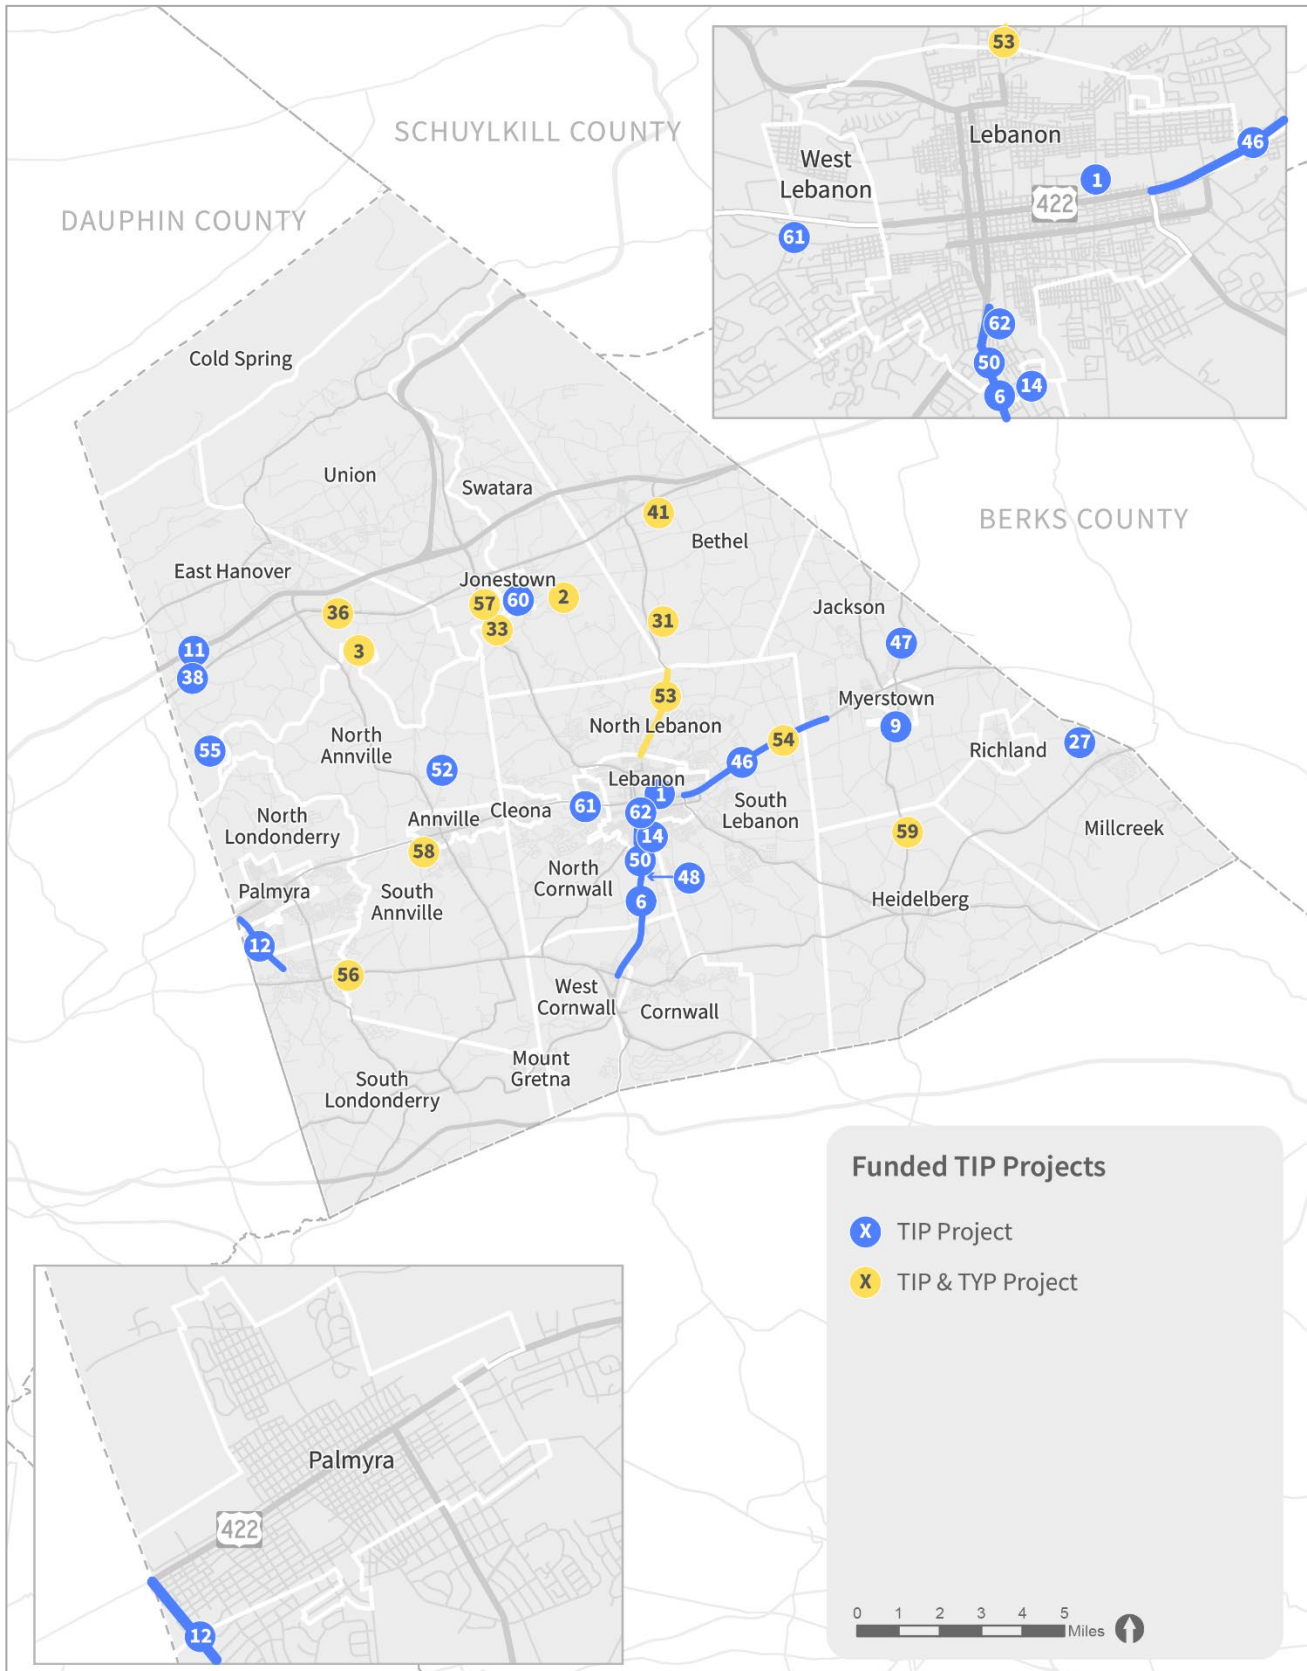 53
SCHUYLKILL COUNTY
Lebanon
46
West
Lebanon
1
422
DAUPHIN COUNTY
61
62
50
14
6
Cold Spring
Union
Swatara
41
BERKS COUNTY
Bethel
East Hanover
Jonestown
57
60
2
36
33
31
Jackson
11
3
47
38
53
Myerstown
North Lebanon
9
54
North
Annville
55
27
Richland
52
46
Lebanon
1
61
Cleona
62
South
Lebanon
North
Londonderry
Annville
14
59
Millcreek
58
50
North
Cornwall
48
Palmyra
South
Annville
6
Heidelberg
12
56
West
Cornwall
Cornwall
Mount
Gretna
South
Londonderry
Funded TIP Projects
X TIP Project
X TIP & TYP Project
Palmyra
422
12
0 1 2 3 4 5
Miles